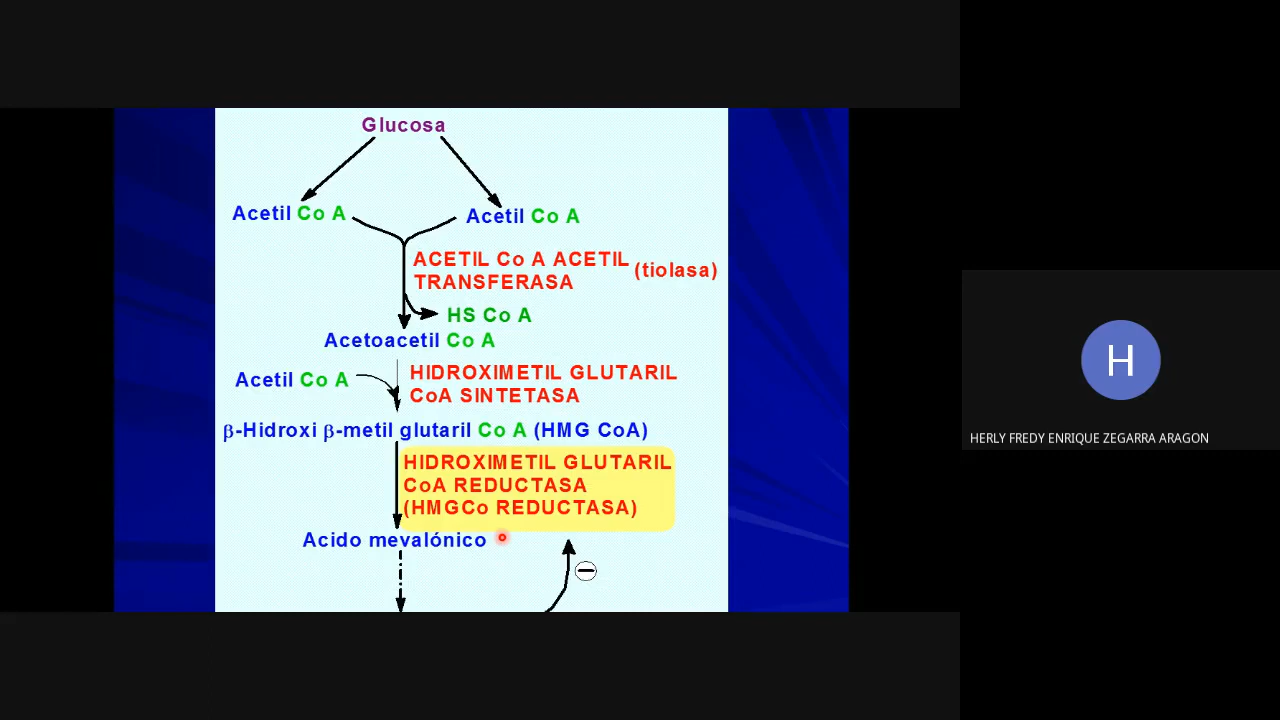 Glucosa
Acetil Co A
Acetil Co A
ACETIL Co A ACETIL
TRANSFERASA
(tiolasa)
HS Co A
Acetoacetil Co A
Acetil Co A
HIDROXIMETIL GLUTARIL
CoA SINTETASA
β-Hidroxi β-metil glutaril Co A (HMG CoA)
HIDROXIMETIL GLUTARIL
CoA REDUCTASA
(HMGCo REDUCTASA)
Acido mevalónico
H
HERLY FREDY ENRIQUE ZEGARRA ARAGON